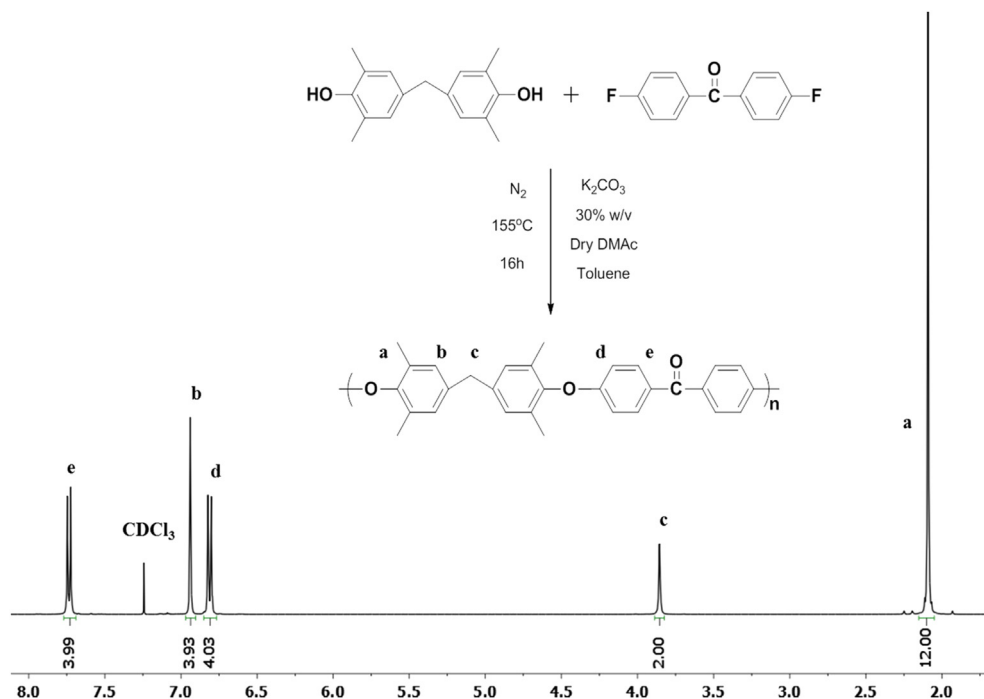 O
HO OH + F C F
N₂ K₂CO₃
155°C 30% w/v
Dry DMAc
16h Toluene
a b c d e O
O O C n
b
a
e d
CDCl₃
c
3.99 3.93 4.03 2.00 12.00
8.0 7.5 7.0 6.5 6.0 5.5 5.0 4.5 4.0 3.5 3.0 2.5 2.0